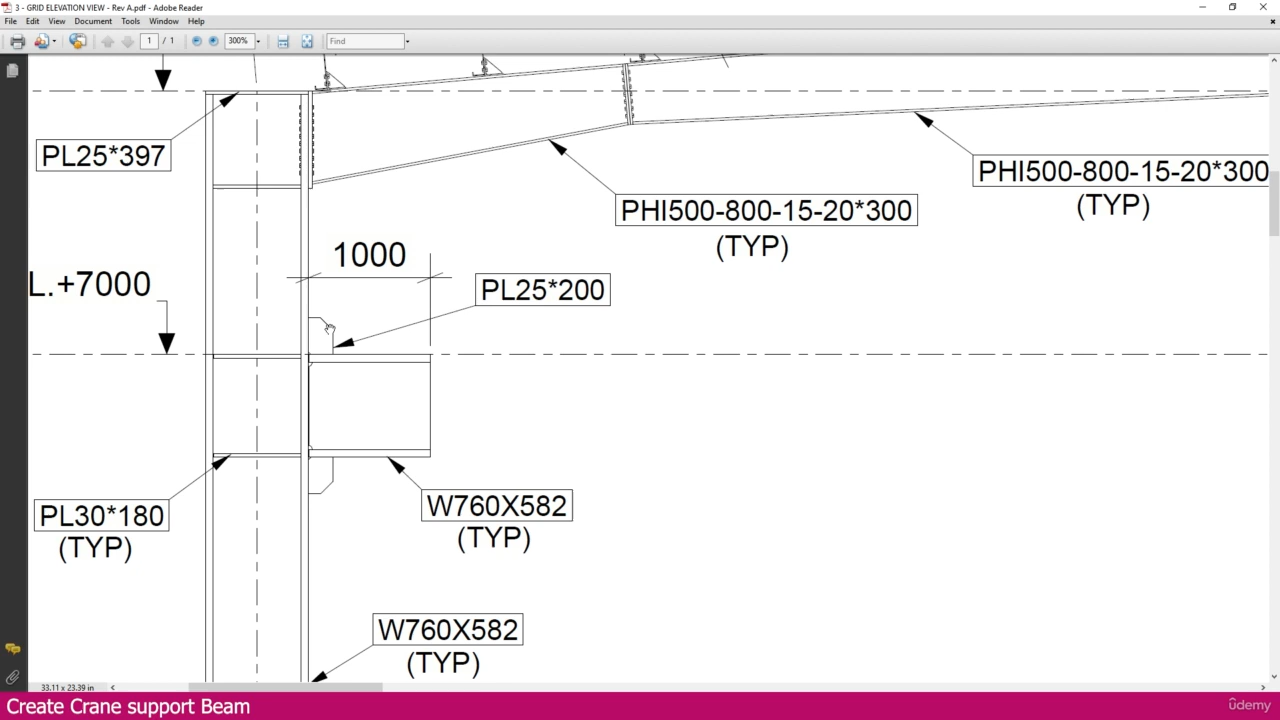 3 - GRID ELEVATION VIEW - Rev A.pdf - Adobe Reader
File Edit View Document Tools Window Help
1 / 1 300% Find
PL25*397
PHI500-800-15-20*300
(TYP)
PHI500-800-15-20*300
(TYP)
1000
L.+7000
PL25*200
PL30*180
(TYP)
W760X582
(TYP)
W760X582
(TYP)
33.11 x 23.39 in
Create Crane support Beam
ûdemy